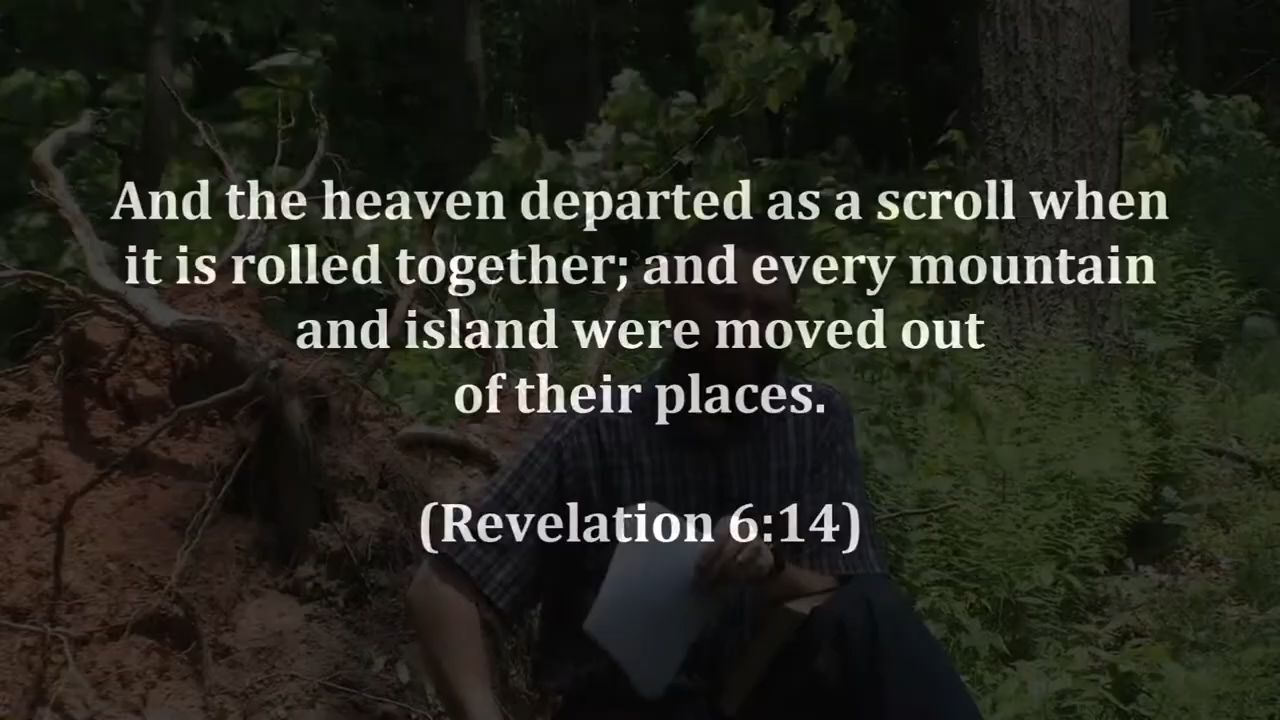 And the heaven departed as a scroll when
it is rolled together; and every mountain
and island were moved out
of their places.
(Revelation 6:14)